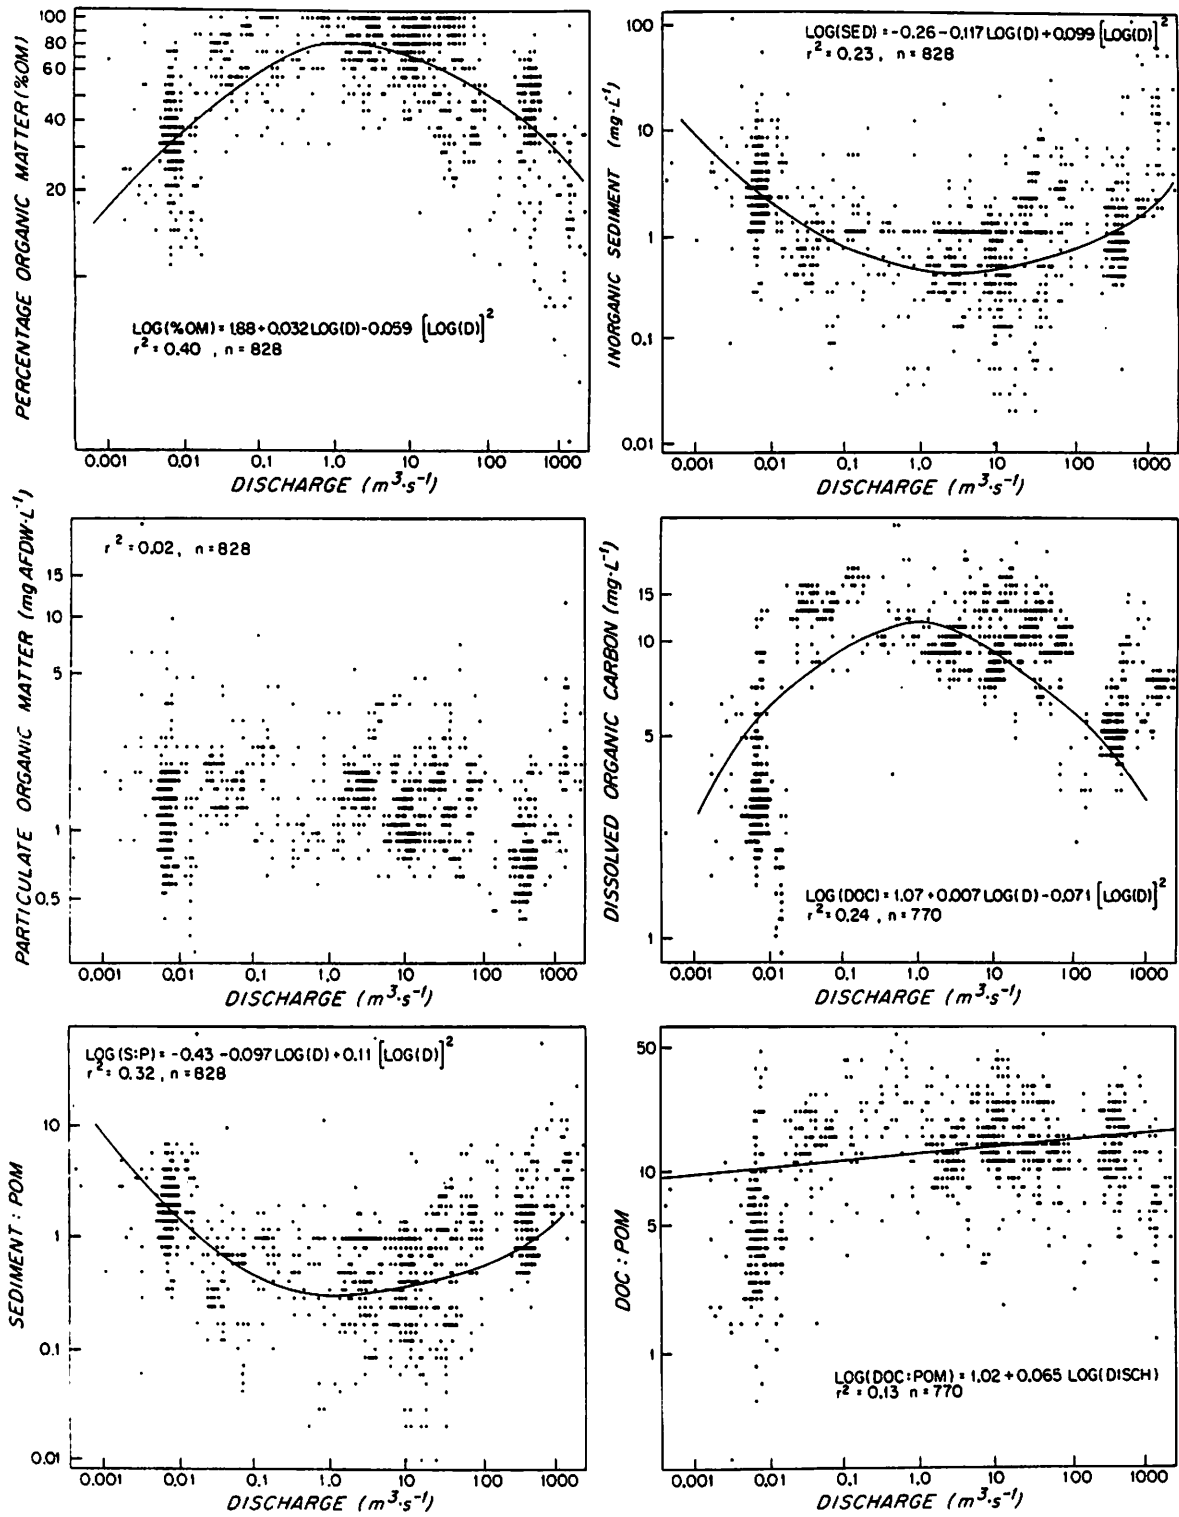 PERCENTAGE ORGANIC MATTER (%OM)
100
80
60
40
20
LOG(%OM) = 1.88 + 0.032 LOG(D) - 0.059 [LOG(D)]²
r² = 0.40 , n = 828
0.001 0.01 0.1 1.0 10 100 1000
DISCHARGE (m³·s⁻¹)
INORGANIC SEDIMENT (mg·L⁻¹)
100
10
1
0.1
0.01
LOG(SED) = -0.26 - 0.117 LOG(D) + 0.099 [LOG(D)]²
r² = 0.23 , n = 828
0.001 0.01 0.1 1.0 10 100 1000
DISCHARGE (m³·s⁻¹)
PARTICULATE ORGANIC MATTER (mg AFDW·L⁻¹)
15
10
5
1
0.5
r² = 0.02, n = 828
0.001 0.01 0.1 1.0 10 100 1000
DISCHARGE (m³·s⁻¹)
DISSOLVED ORGANIC CARBON (mg·L⁻¹)
15
10
5
1
LOG(DOC) = 1.07 + 0.007 LOG(D) - 0.071 [LOG(D)]²
r² = 0.24 , n = 770
0.001 0.01 0.1 1.0 10 100 1000
DISCHARGE (m³·s⁻¹)
SEDIMENT : POM
10
1
0.1
0.01
LOG(S:P) = -0.43 - 0.097 LOG(D) + 0.11 [LOG(D)]²
r² = 0.32 , n = 828
0.001 0.01 0.1 1.0 10 100 1000
DISCHARGE (m³·s⁻¹)
DOC : POM
50
10
5
1
LOG(DOC:POM) = 1.02 + 0.065 LOG(DISCH)
r² = 0.13 n = 770
0.001 0.01 0.1 1.0 10 100 1000
DISCHARGE (m³·s⁻¹)